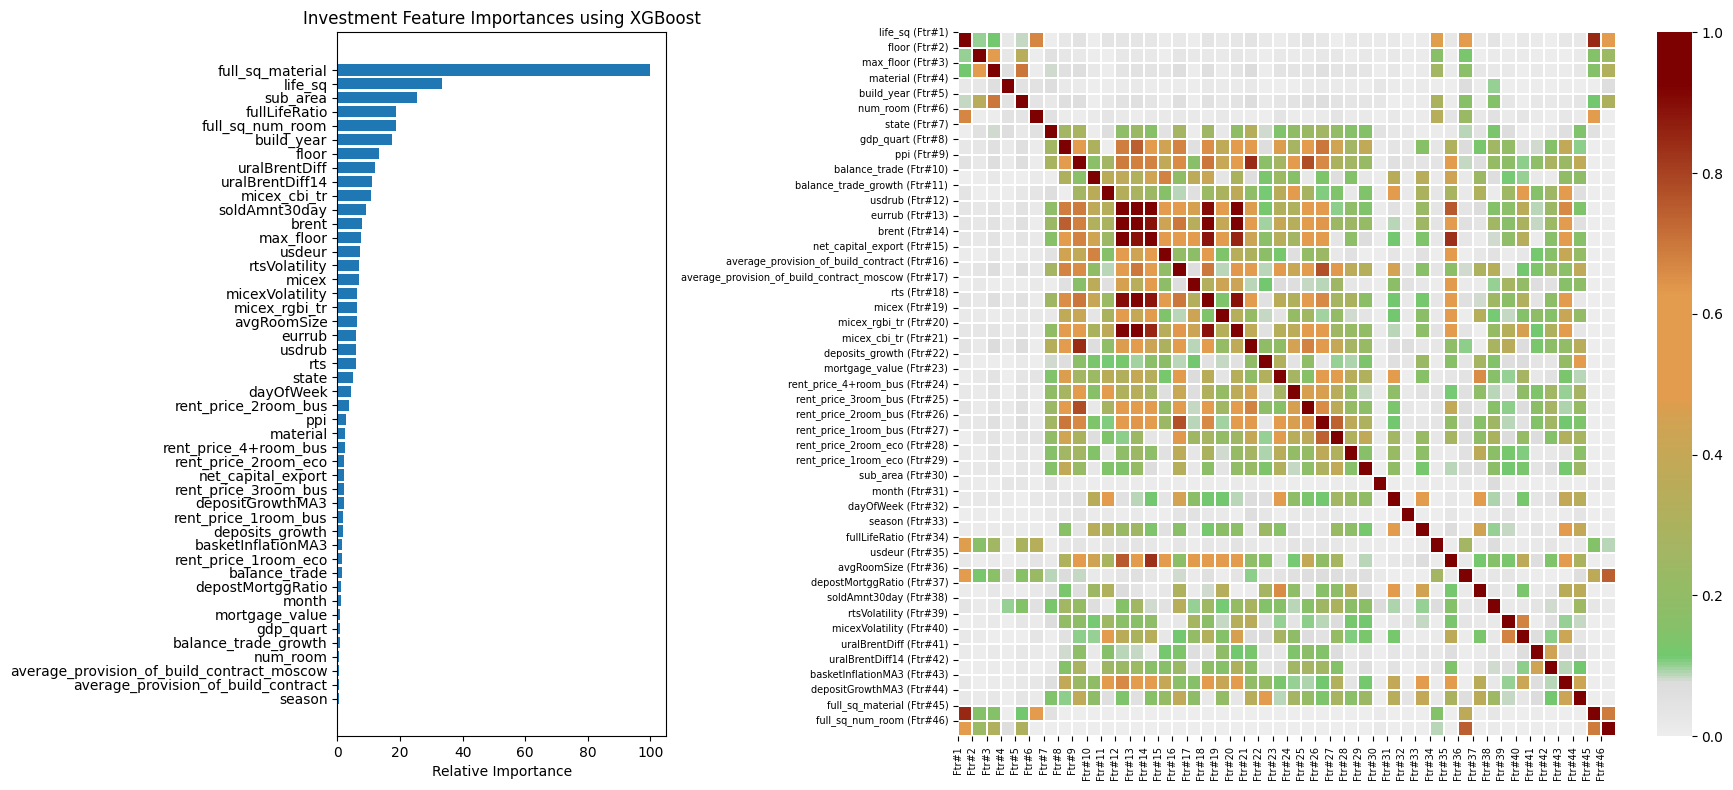 Investment Feature Importances using XGBoost
full_sq_material
life_sq
sub_area
fullLifeRatio
full_sq_num_room
build_year
floor
uralBrentDiff
uralBrentDiff14
micex_cbi_tr
soldAmnt30day
brent
max_floor
usdeur
rtsVolatility
micex
micexVolatility
micex_rgbi_tr
avgRoomSize
eurrub
usdrub
rts
state
dayOfWeek
rent_price_2room_bus
ppi
material
rent_price_4+room_bus
rent_price_2room_eco
net_capital_export
rent_price_3room_bus
depositGrowthMA3
rent_price_1room_bus
deposits_growth
basketInflationMA3
rent_price_1room_eco
balance_trade
depostMortggRatio
month
mortgage_value
gdp_quart
balance_trade_growth
num_room
average_provision_of_build_contract_moscow
average_provision_of_build_contract
season
0 20 40 60 80 100
Relative Importance
life_sq (Ftr#1)
floor (Ftr#2)
max_floor (Ftr#3)
material (Ftr#4)
build_year (Ftr#5)
num_room (Ftr#6)
state (Ftr#7)
gdp_quart (Ftr#8)
ppi (Ftr#9)
balance_trade (Ftr#10)
balance_trade_growth (Ftr#11)
usdrub (Ftr#12)
eurrub (Ftr#13)
brent (Ftr#14)
net_capital_export (Ftr#15)
average_provision_of_build_contract (Ftr#16)
average_provision_of_build_contract_moscow (Ftr#17)
rts (Ftr#18)
micex (Ftr#19)
micex_rgbi_tr (Ftr#20)
micex_cbi_tr (Ftr#21)
deposits_growth (Ftr#22)
mortgage_value (Ftr#23)
rent_price_4+room_bus (Ftr#24)
rent_price_3room_bus (Ftr#25)
rent_price_2room_bus (Ftr#26)
rent_price_1room_bus (Ftr#27)
rent_price_2room_eco (Ftr#28)
rent_price_1room_eco (Ftr#29)
sub_area (Ftr#30)
month (Ftr#31)
dayOfWeek (Ftr#32)
season (Ftr#33)
fullLifeRatio (Ftr#34)
usdeur (Ftr#35)
avgRoomSize (Ftr#36)
depostMortggRatio (Ftr#37)
soldAmnt30day (Ftr#38)
rtsVolatility (Ftr#39)
micexVolatility (Ftr#40)
uralBrentDiff (Ftr#41)
uralBrentDiff14 (Ftr#42)
basketInflationMA3 (Ftr#43)
depositGrowthMA3 (Ftr#44)
full_sq_material (Ftr#45)
full_sq_num_room (Ftr#46)
Ftr#1
Ftr#2
Ftr#3
Ftr#4
Ftr#5
Ftr#6
Ftr#7
Ftr#8
Ftr#9
Ftr#10
Ftr#11
Ftr#12
Ftr#13
Ftr#14
Ftr#15
Ftr#16
Ftr#17
Ftr#18
Ftr#19
Ftr#20
Ftr#21
Ftr#22
Ftr#23
Ftr#24
Ftr#25
Ftr#26
Ftr#27
Ftr#28
Ftr#29
Ftr#30
Ftr#31
Ftr#32
Ftr#33
Ftr#34
Ftr#35
Ftr#36
Ftr#37
Ftr#38
Ftr#39
Ftr#40
Ftr#41
Ftr#42
Ftr#43
Ftr#44
Ftr#45
Ftr#46
1.0
0.8
0.6
0.4
0.2
0.0